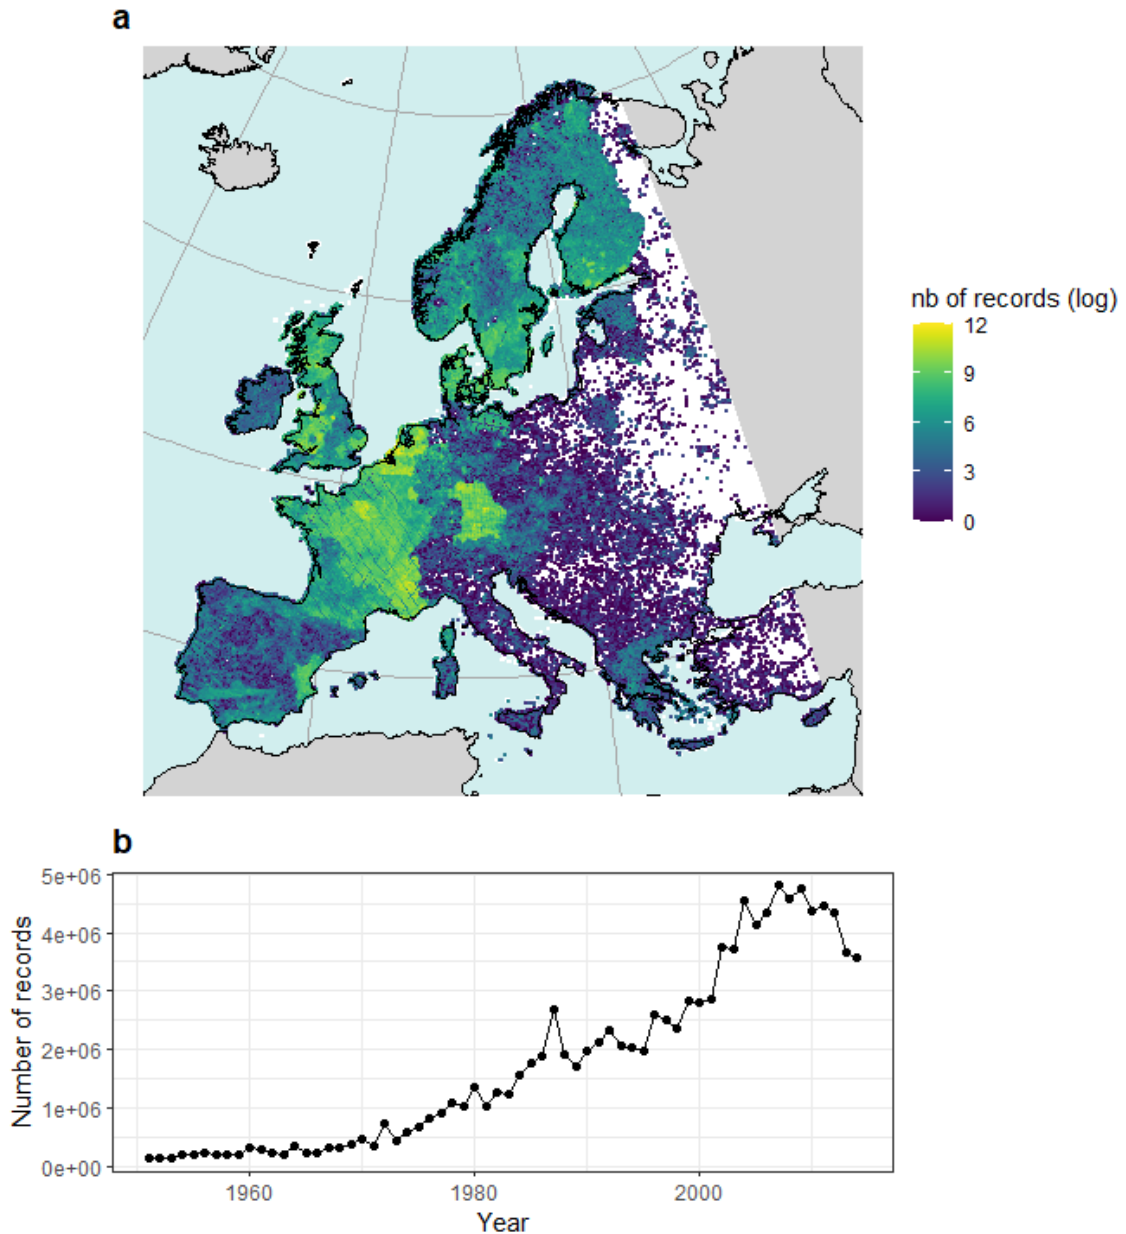 a
nb of records (log)
12
9
6
3
0
b
Number of records
5e+06
4e+06
3e+06
2e+06
1e+06
0e+00
1960 1980 2000
Year